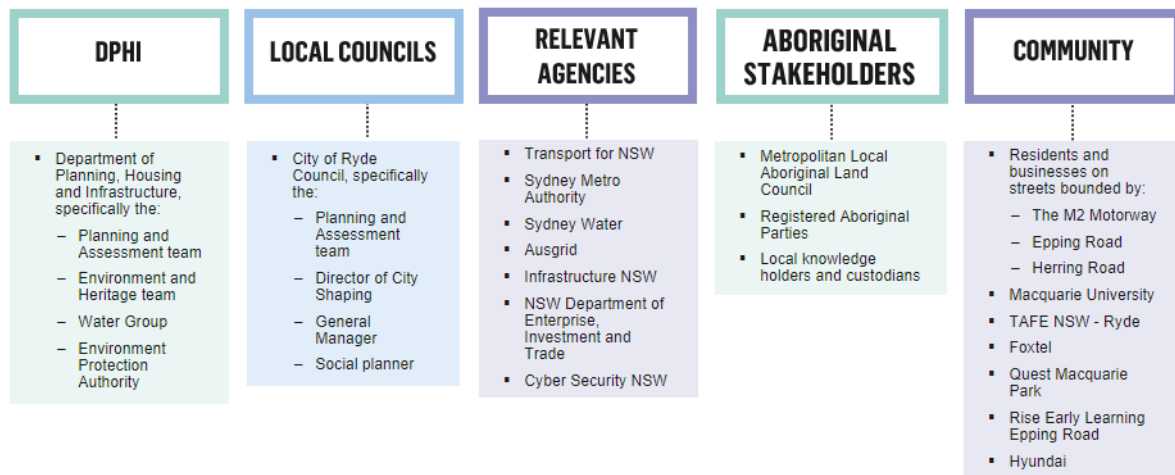 DPHI
▪ Department of
Planning, Housing
and Infrastructure,
specifically the:
– Planning and
Assessment team
– Environment and
Heritage team
– Water Group
– Environment
Protection
Authority
LOCAL COUNCILS
▪ City of Ryde
Council, specifically
the:
– Planning and
Assessment
team
– Director of City
Shaping
– General
Manager
– Social planner
RELEVANT
AGENCIES
▪ Transport for NSW
▪ Sydney Metro
Authority
▪ Sydney Water
▪ Ausgrid
▪ Infrastructure NSW
▪ NSW Department of
Enterprise,
Investment and
Trade
▪ Cyber Security NSW
ABORIGINAL
STAKEHOLDERS
▪ Metropolitan Local
Aboriginal Land
Council
▪ Registered Aboriginal
Parties
▪ Local knowledge
holders and custodians
COMMUNITY
▪ Residents and
businesses on
streets bounded by:
– The M2 Motorway
– Epping Road
– Herring Road
▪ Macquarie University
▪ TAFE NSW - Ryde
▪ Foxtel
▪ Quest Macquarie
Park
▪ Rise Early Learning
Epping Road
▪ Hyundai